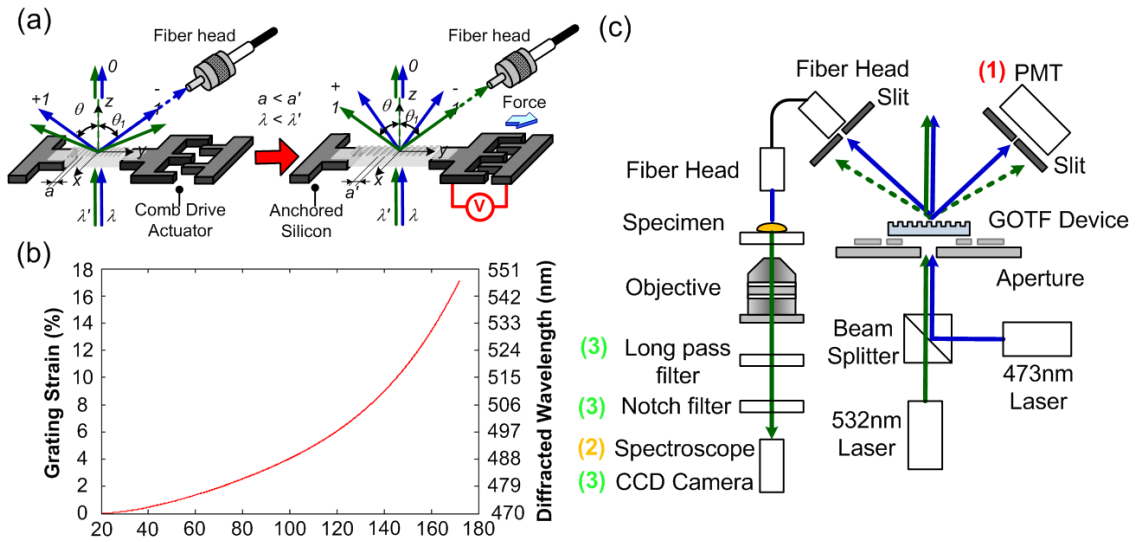 (a)
Fiber head
0
+1
θ
z
θ1
-
1
y
x
a
λ'
λ
Comb Drive
Actuator
a < a'
λ < λ'
Fiber head
0
+
1
θ
z
θ1
-
1
Force
y
x
a'
λ'
λ
Anchored
Silicon
V
(b)
Grating Strain (%)
18
16
14
12
10
8
6
4
2
0
20
40
60
80
100
120
140
160
180
551
542
533
524
515
506
497
488
479
470
Diffracted Wavelength (nm)
(c)
Fiber Head
Slit
(1) PMT
Slit
Fiber Head
Specimen
Objective
(3) Long pass
filter
(3) Notch filter
(2) Spectroscope
(3) CCD Camera
GOTF Device
Aperture
Beam
Splitter
473nm
Laser
532nm
Laser